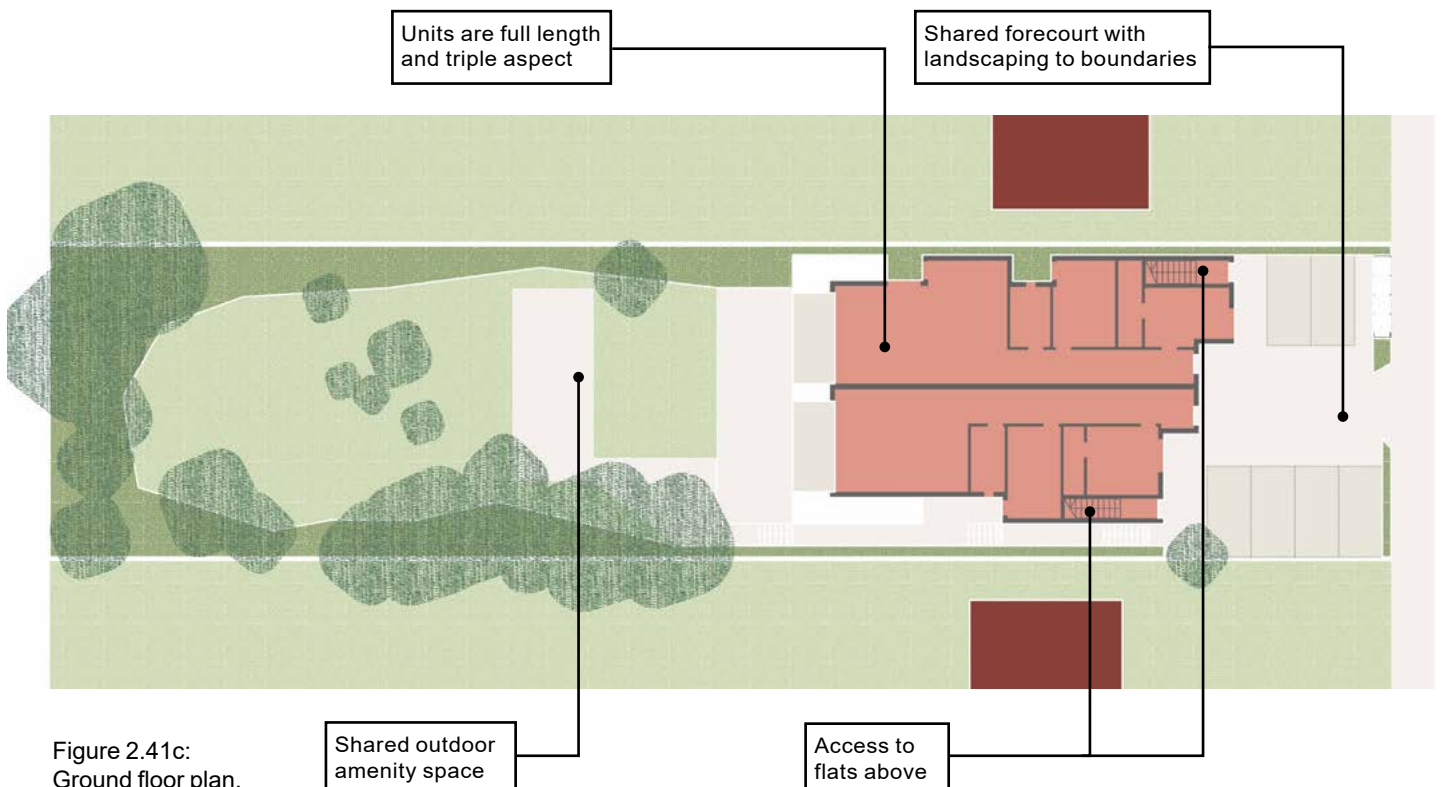 Units are full length
and triple aspect
Shared forecourt with
landscaping to boundaries
Figure 2.41c:
Ground floor plan.
Shared outdoor
amenity space
Access to
flats above